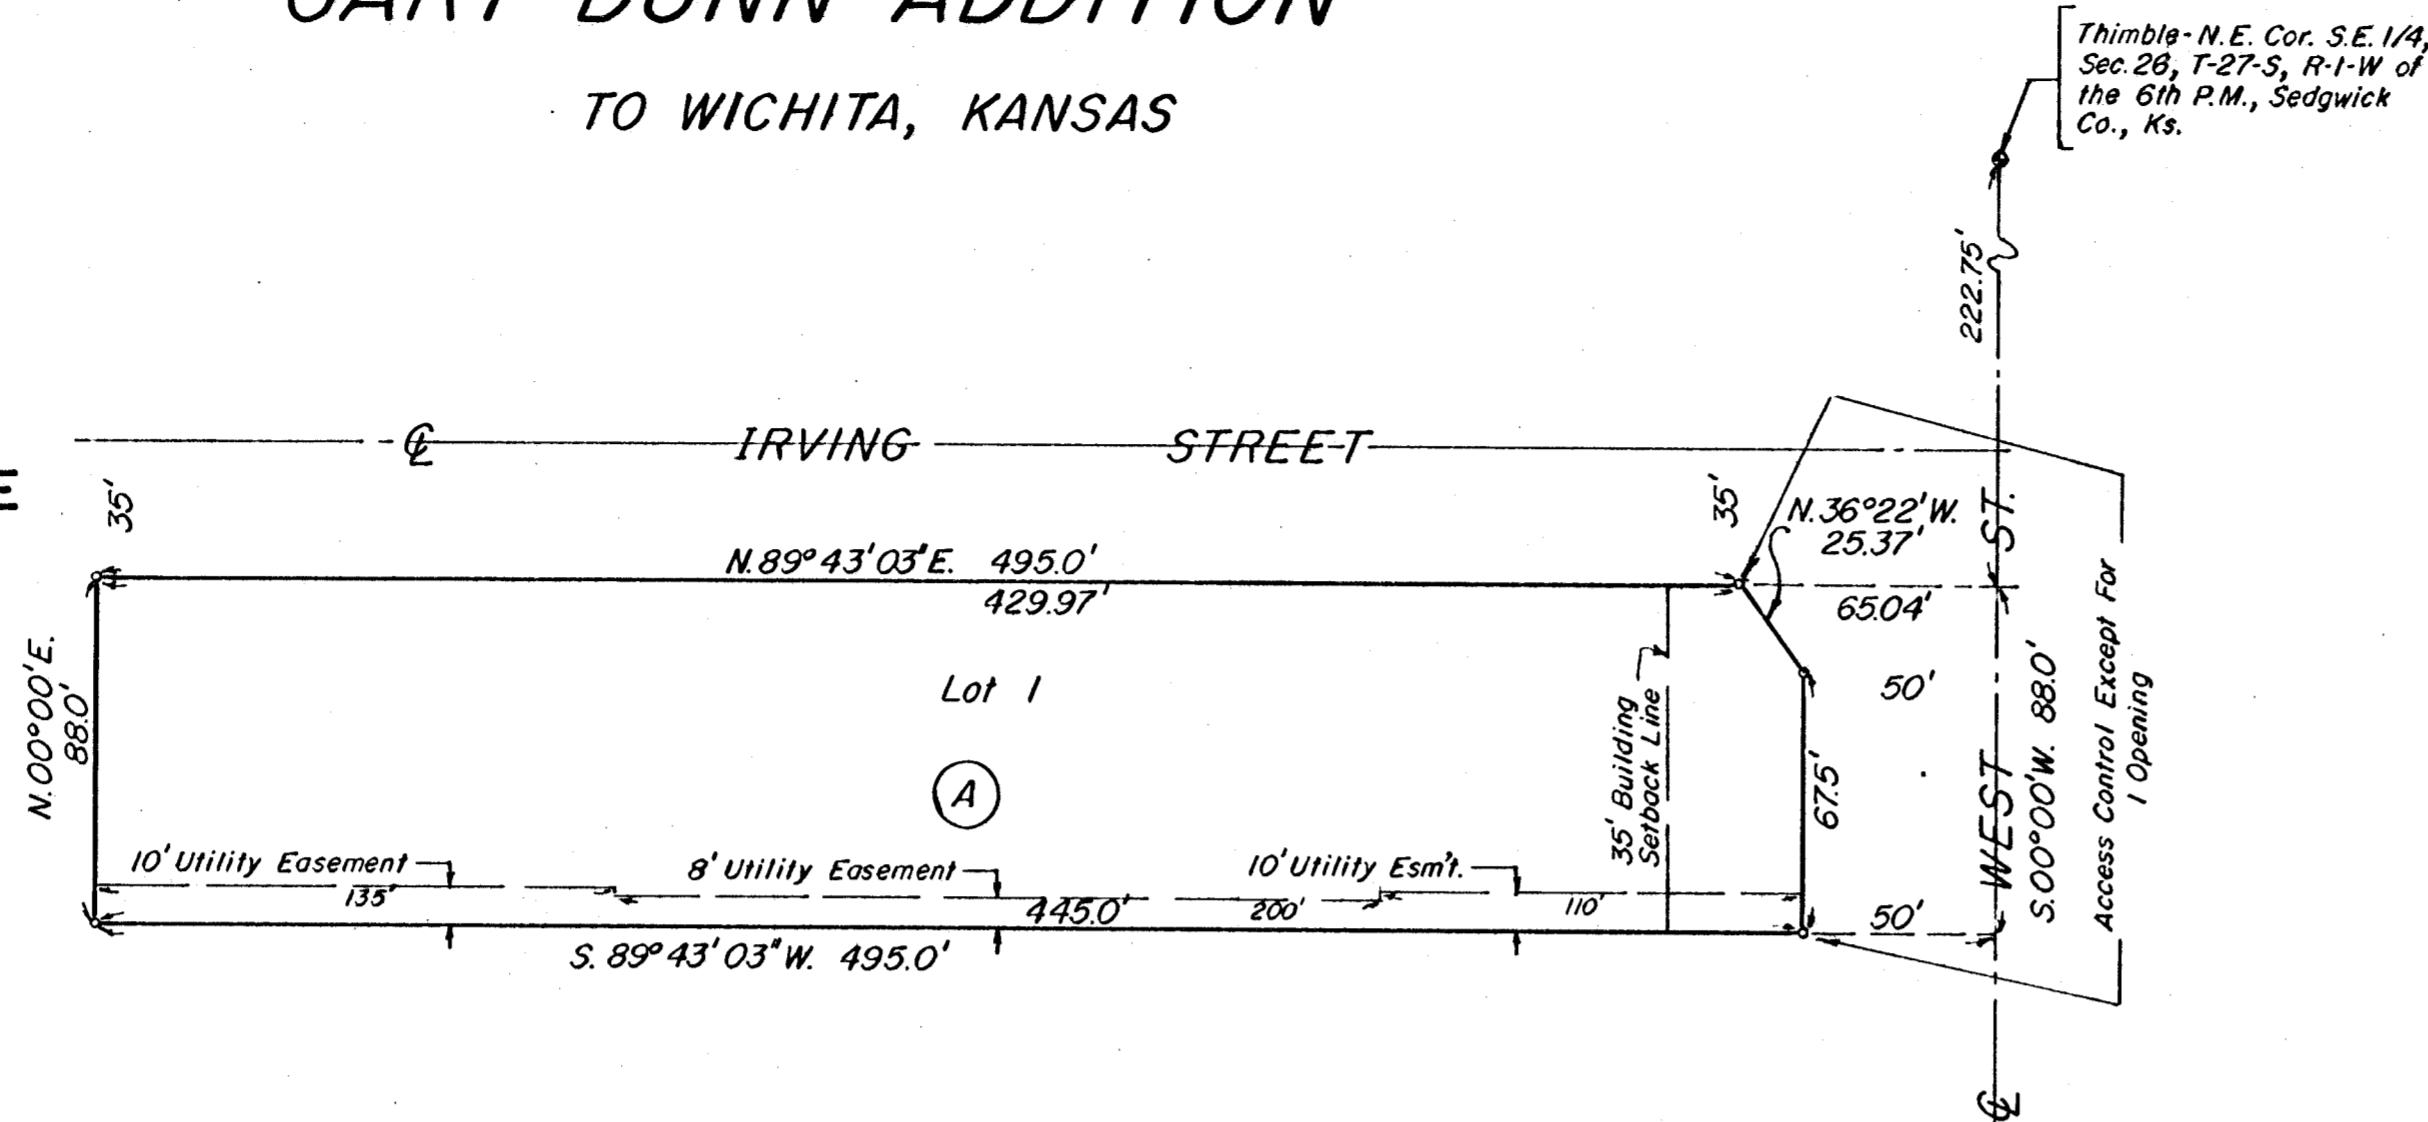 DUNN ADDITION
TO WICHITA, KANSAS
Thimble-N.E. Cor. S.E. 1/4,
Sec. 26, T-27-S, R-1-W of
the 6th P.M., Sedgwick
Co., Ks.
222.75'
℄ IRVING STREET
35'
35'
N.36°22'W.
25.37'
N.89°43'03"E. 495.0'
429.97'
65.04'
N.00°00'E.
88.0'
Lot 1
A
35' Building
Setback Line
50'
67.5'
WEST ST.
S.00°00'W. 88.0'
Access Control Except For
1 Opening
10' Utility Easement
135'
8' Utility Easement
200'
10' Utility Esm't.
110'
445.0'
50'
S. 89°43'03"W. 495.0'
℄